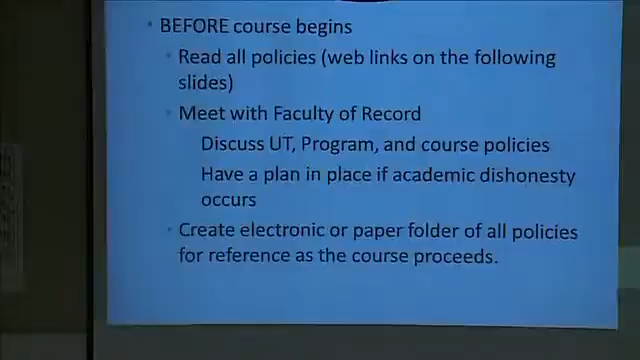 • BEFORE course begins
• Read all policies (web links on the following
slides)
• Meet with Faculty of Record
Discuss UT, Program, and course policies
Have a plan in place if academic dishonesty
occurs
• Create electronic or paper folder of all policies
for reference as the course proceeds.